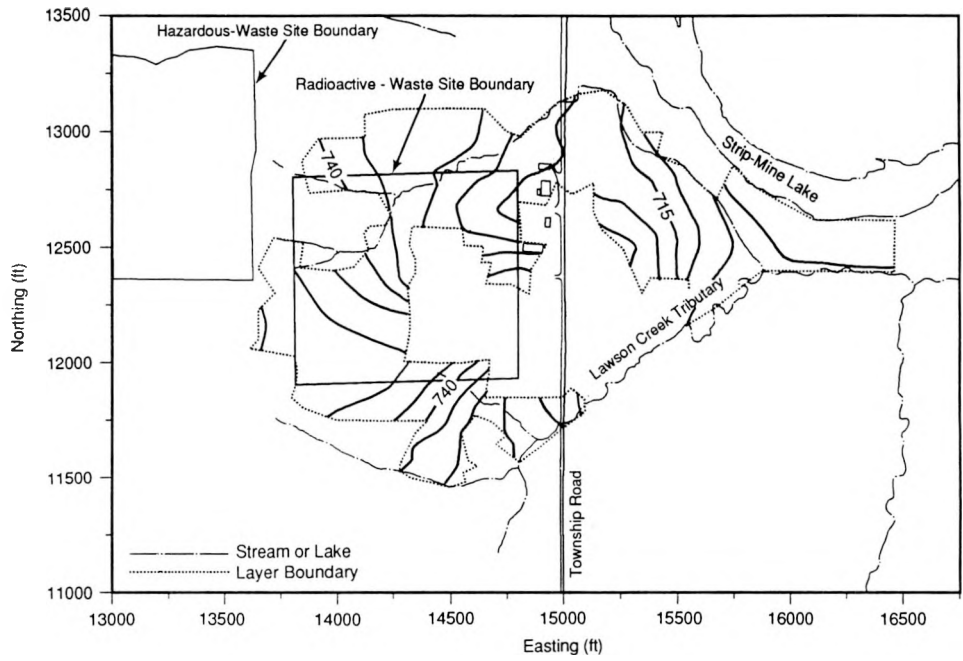 13500
Hazardous-Waste Site
Boundary
Radioactive - Waste Site Boundary
13000
740
Strip-Mine Lake
715
12500
Northing (ft)
Lawson Creek Tributary
12000
740
11500
Township Road
Stream or Lake
Layer Boundary
11000
13000
13500
14000
14500
15000
15500
16000
16500
Easting (ft)